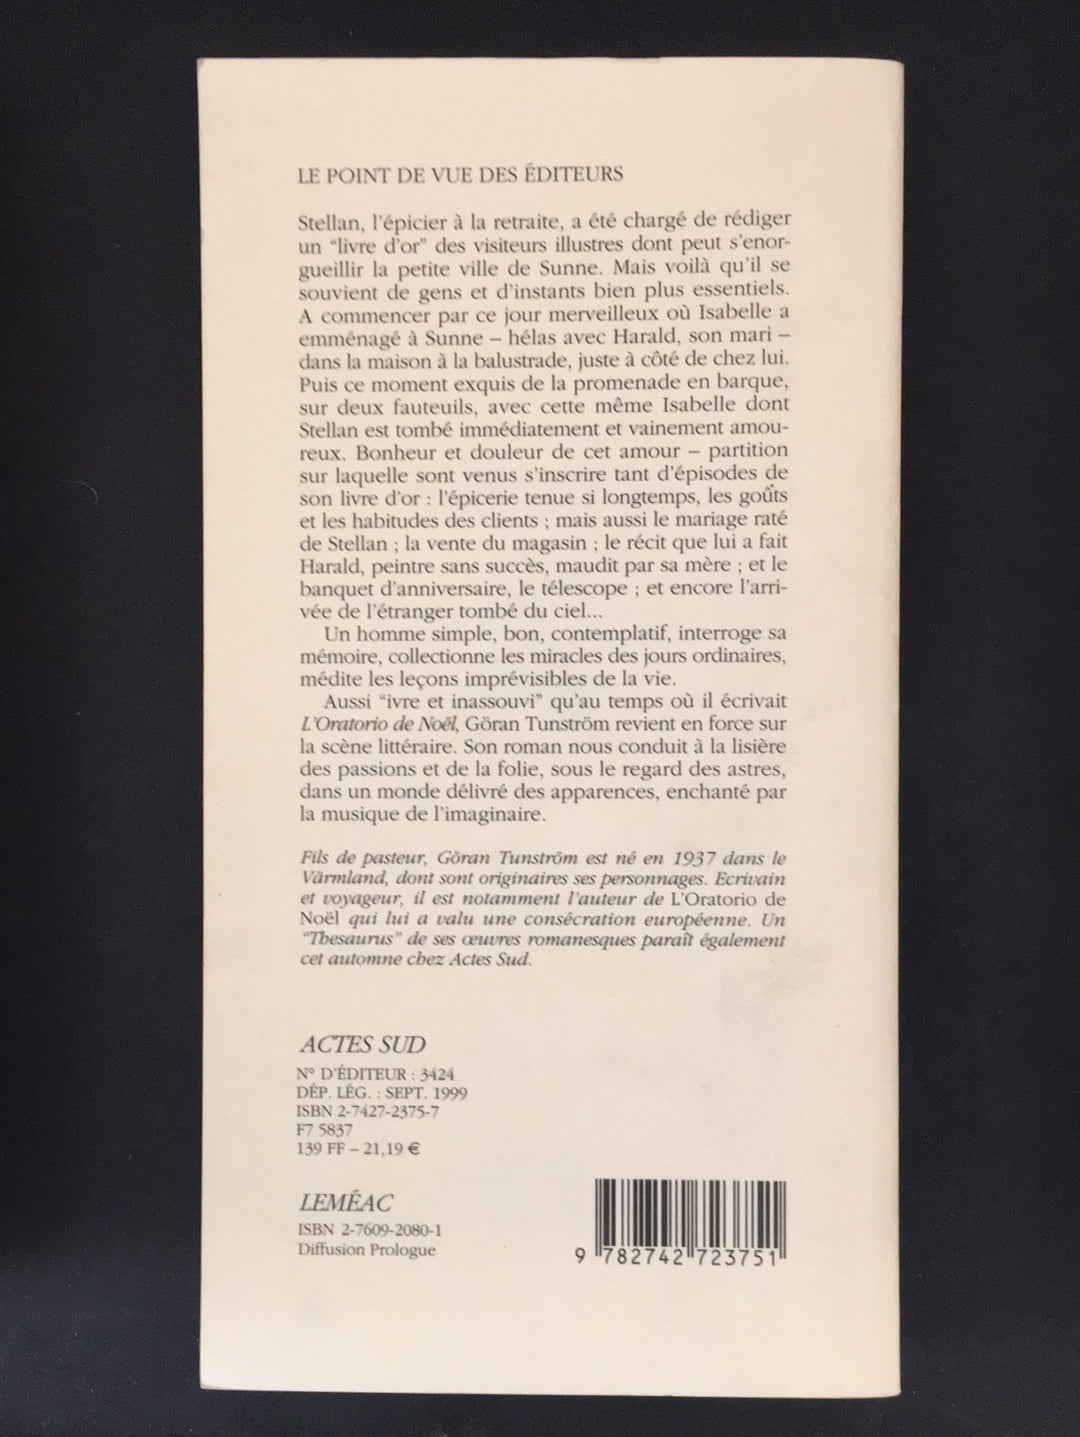 LE POINT DE VUE DES ÉDITEURS
Stellan, l'épicier à la retraite, a été chargé de rédiger
un “livre d'or” des visiteurs illustres dont peut s'enor-
gueillir la petite ville de Sunne. Mais voilà qu'il se
souvient de gens et d'instants bien plus essentiels.
A commencer par ce jour merveilleux où Isabelle a
emménagé à Sunne – hélas avec Harald, son mari –
dans la maison à la balustrade, juste à côté de chez lui.
Puis ce moment exquis de la promenade en barque,
sur deux fauteuils, avec cette même Isabelle dont
Stellan est tombé immédiatement et vainement amou-
reux. Bonheur et douleur de cet amour – partition
sur laquelle sont venus s'inscrire tant d'épisodes de
son livre d'or : l'épicerie tenue si longtemps, les goûts
et les habitudes des clients ; mais aussi le mariage raté
de Stellan ; la vente du magasin ; le récit que lui a fait
Harald, peintre sans succès, maudit par sa mère ; et le
banquet d'anniversaire, le télescope ; et encore l'arri-
vée de l'étranger tombé du ciel...
Un homme simple, bon, contemplatif, interroge sa
mémoire, collectionne les miracles des jours ordinaires,
médite les leçons imprévisibles de la vie.
Aussi “ivre et inassouvi” qu'au temps où il écrivait
L'Oratorio de Noël, Göran Tunström revient en force sur
la scène littéraire. Son roman nous conduit à la lisière
des passions et de la folie, sous le regard des astres,
dans un monde délivré des apparences, enchanté par
la musique de l'imaginaire.
Fils de pasteur, Göran Tunström est né en 1937 dans le
Värmland, dont sont originaires ses personnages. Ecrivain
et voyageur, il est notamment l'auteur de L'Oratorio de
Noël qui lui a valu une consécration européenne. Un
“Thesaurus” de ses œuvres romanesques paraît également
cet automne chez Actes Sud.
ACTES SUD
N° D'ÉDITEUR : 3424
DÉP. LÉG. : SEPT. 1999
ISBN 2-7427-2375-7
F7 5837
139 FF – 21,19 €
LEMÉAC
ISBN 2-7609-2080-1
Diffusion Prologue
9 782742 723751